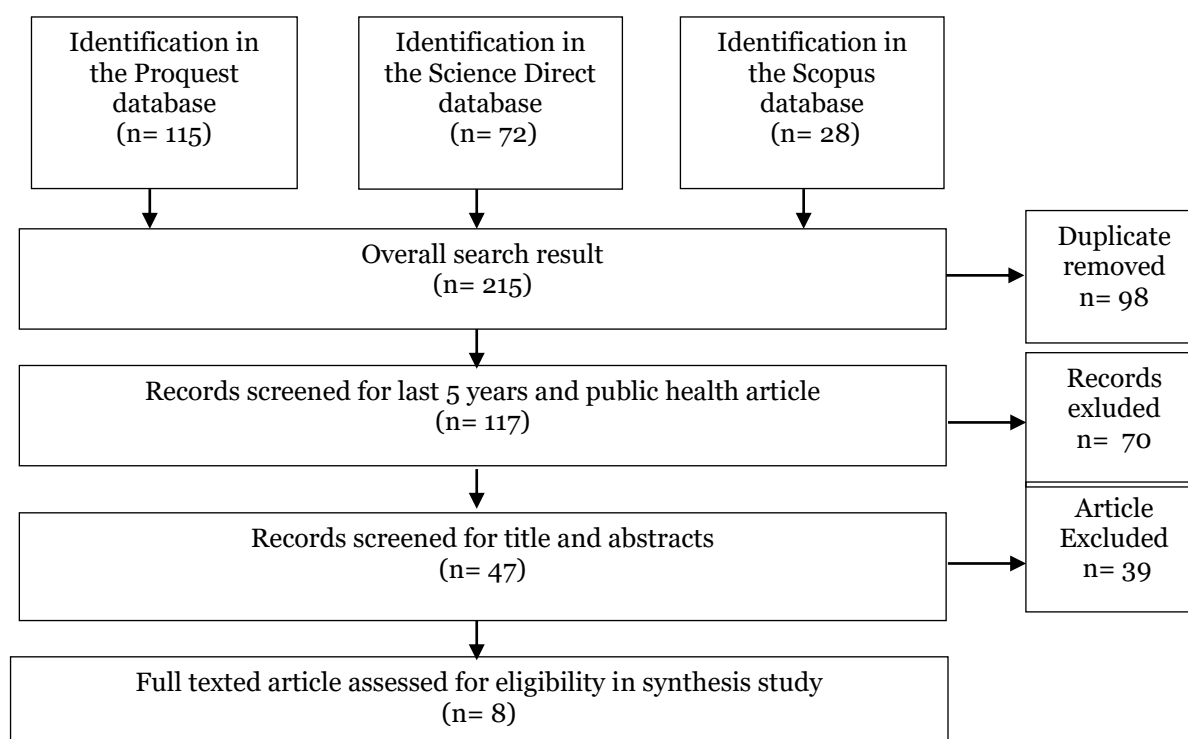 Identification in
the Proquest
database
(n= 115)
Identification in
the Science Direct
database
(n= 72)
Identification in
the Scopus
database
(n= 28)
Overall search result
(n= 215)
Duplicate
removed
n= 98
Records screened for last 5 years and public health article
(n= 117)
Records
exluded
n=  70
Records screened for title and abstracts
(n= 47)
Article
Excluded
n= 39
Full texted article assessed for eligibility in synthesis study
(n= 8)